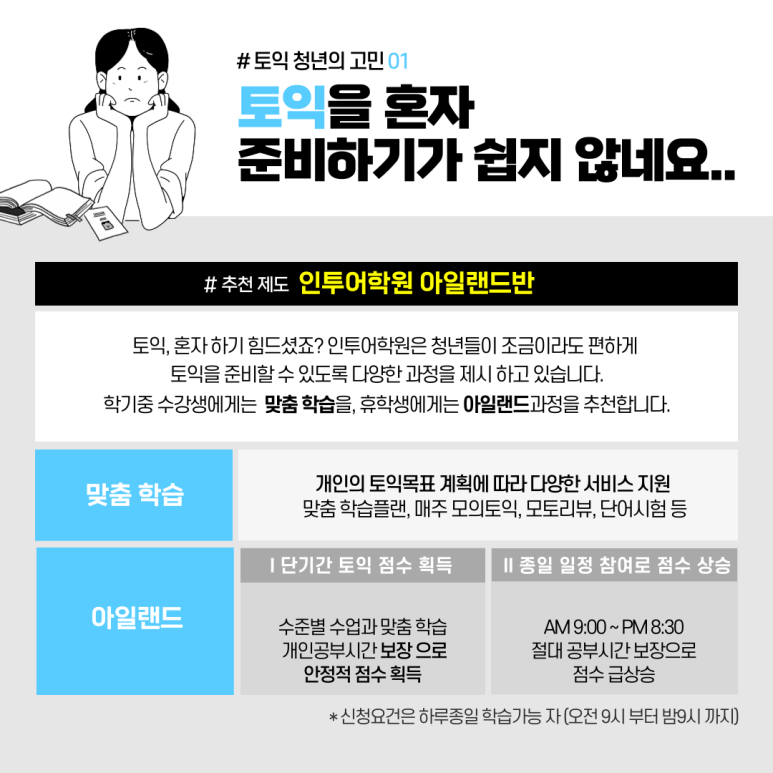 # 토익 청년의 고민 01
토익을 혼자
준비하기가 쉽지 않네요..
# 추천 제도 인투어학원 아일랜드반
토익, 혼자 하기 힘드셨죠? 인투어학원은 청년들이 조금이라도 편하게
토익을 준비할 수 있도록 다양한 과정을 제시 하고 있습니다.
학기중 수강생에게는 맞춤 학습을, 휴학생에게는 아일랜드과정을 추천합니다.
맞춤 학습
개인의 토익목표 계획에 따라 다양한 서비스 지원
맞춤 학습플랜, 매주 모의토익, 모토리뷰, 단어시험 등
아일랜드
I 단기간 토익 점수 획득
수준별 수업과 맞춤 학습
개인공부시간 보장 으로
안정적 점수 획득
II 종일 일정 참여로 점수 상승
AM 9:00 ~ PM 8:30
절대 공부시간 보장으로
점수 급상승
* 신청요건은 하루종일 학습가능 자 (오전 9시 부터 밤9시 까지)